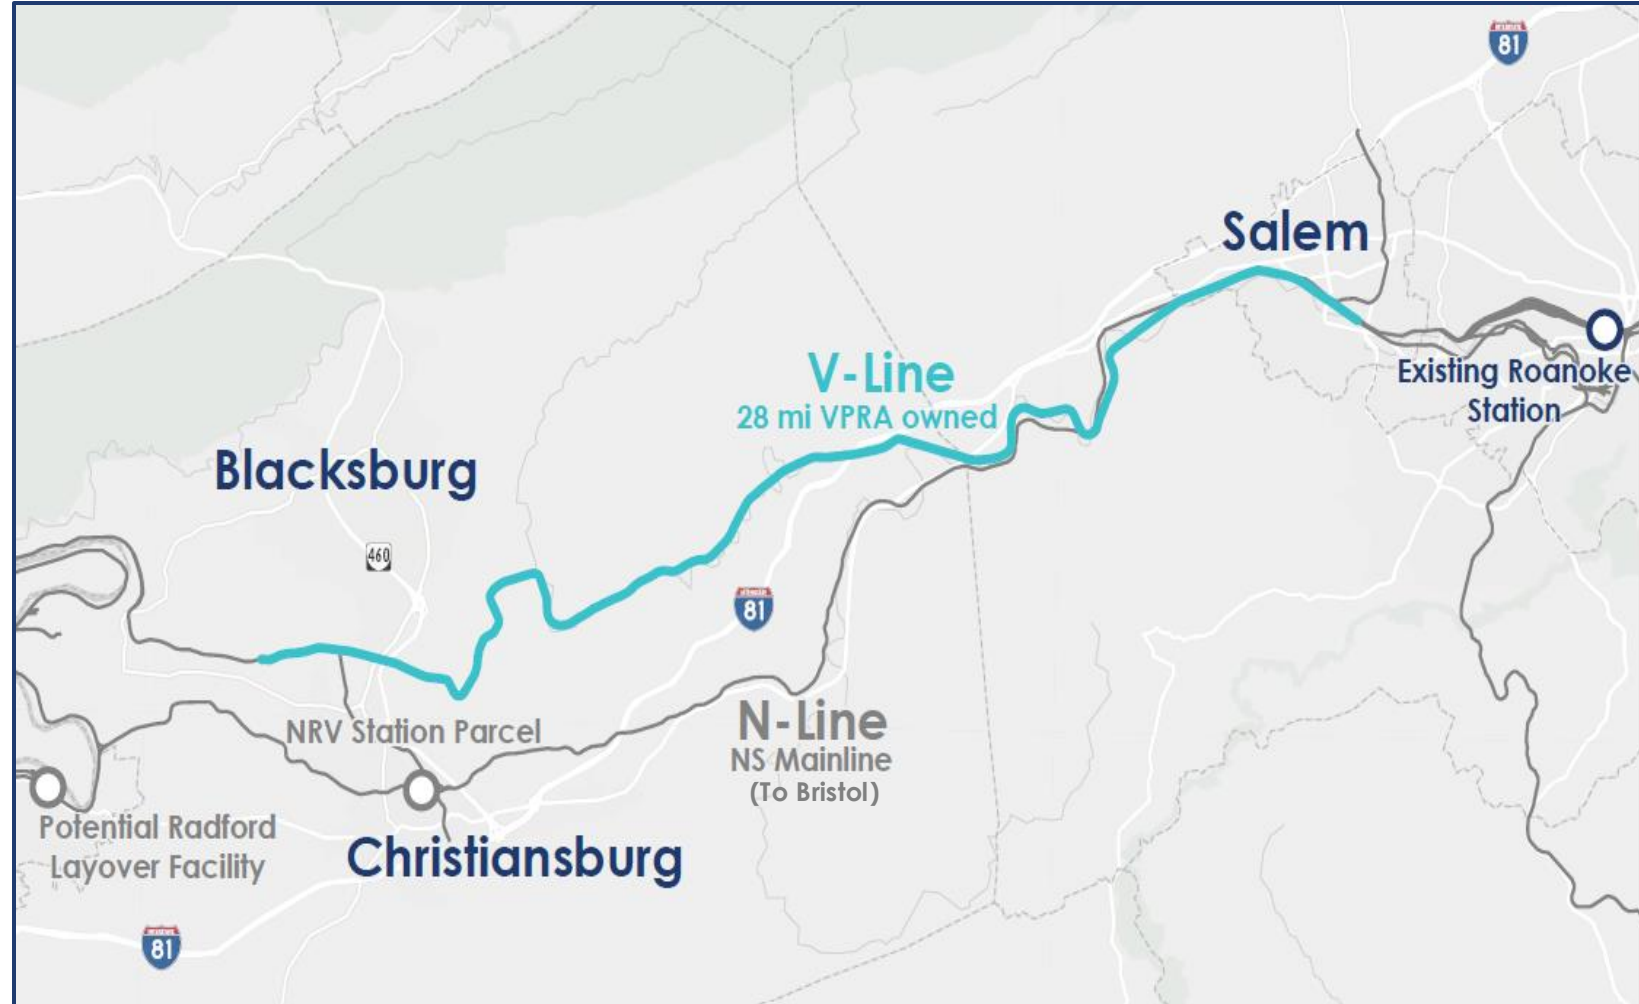 81
Salem
Existing Roanoke
Station
V-Line
28 mi VPRA owned
Blacksburg
460
81
NRV Station Parcel
N-Line
NS Mainline
(To Bristol)
Potential Radford
Layover Facility
Christiansburg
81